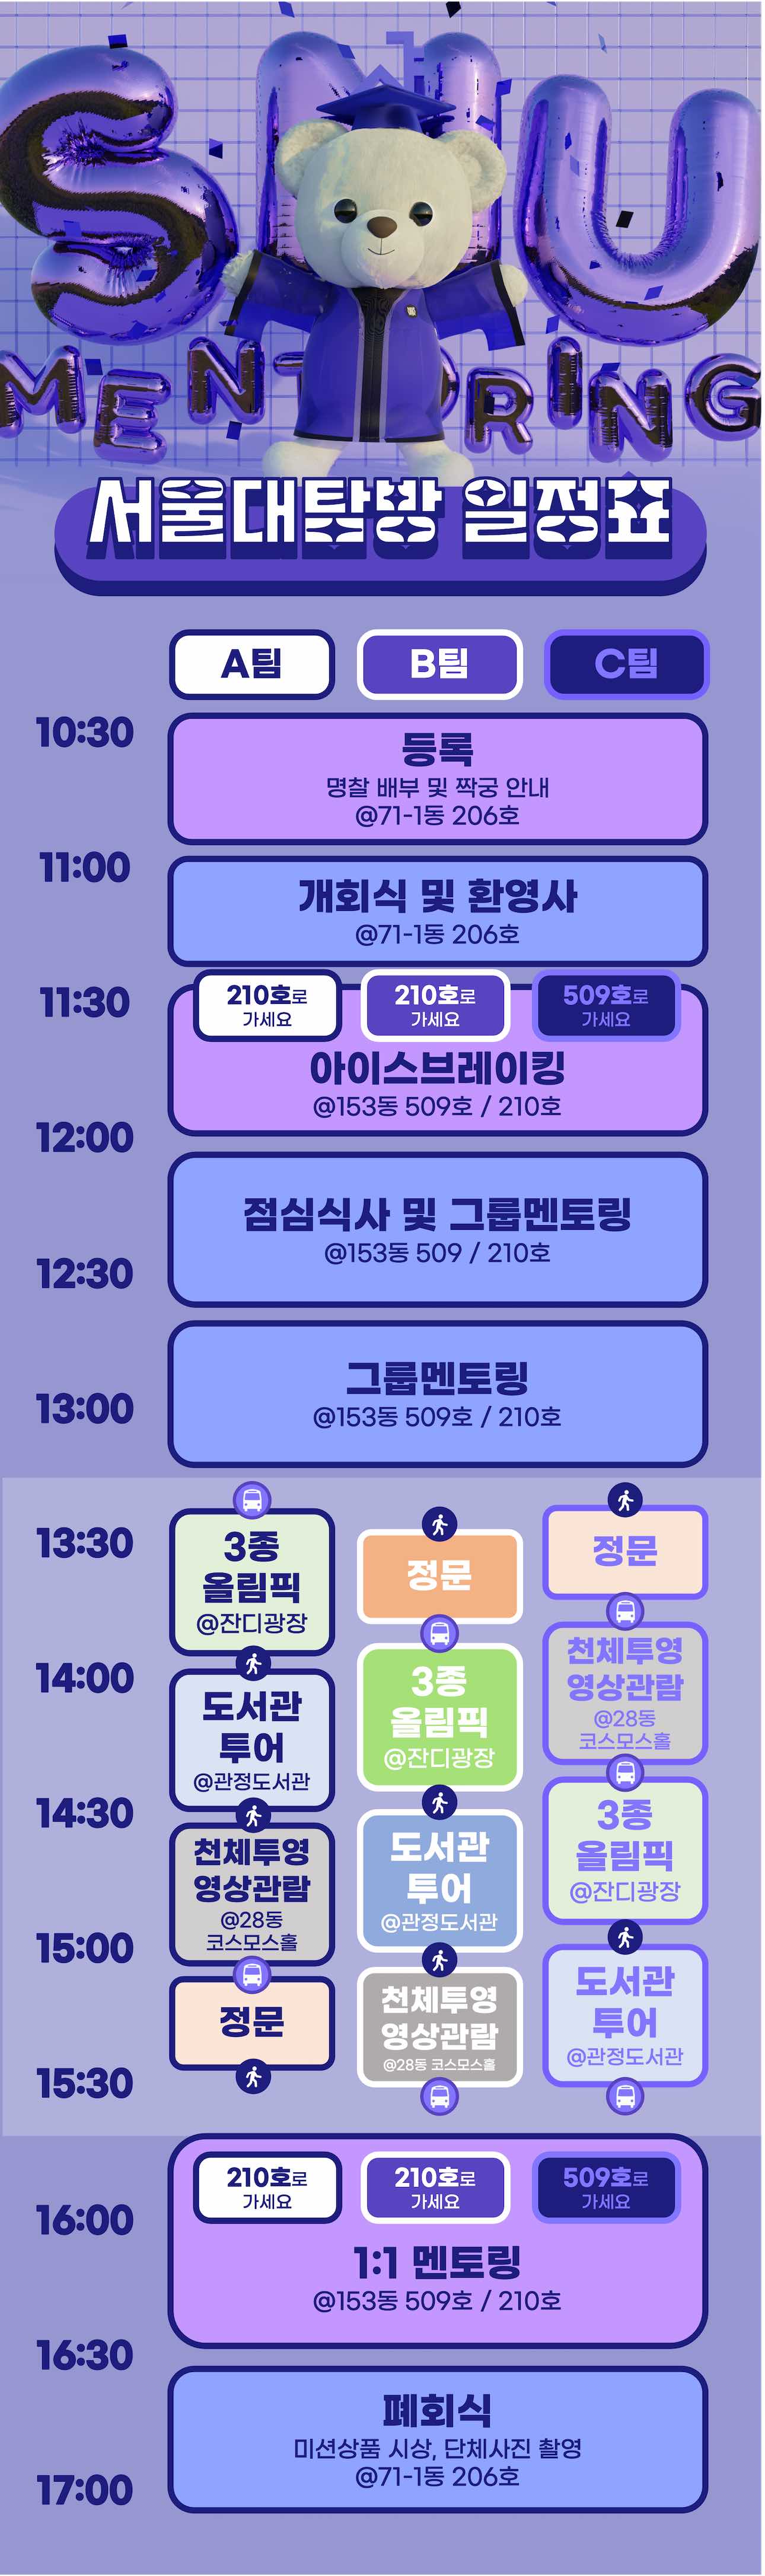 SNU
MENTORING
서울대탐방 일정표
A팀
B팀
C팀
10:30
등록
명찰 배부 및 짝궁 안내
@71-1동 206호
11:00
개회식 및 환영사
@71-1동 206호
11:30
210호로
가세요
210호로
가세요
509호로
가세요
아이스브레이킹
@153동 509호 / 210호
12:00
점심식사 및 그룹멘토링
@153동 509 / 210호
12:30
그룹멘토링
@153동 509호 / 210호
13:00
13:30
14:00
14:30
15:00
15:30
3종
올림픽
@잔디광장
도서관
투어
@관정도서관
천체투영
영상관람
@28동
코스모스홀
정문
정문
3종
올림픽
@잔디광장
도서관
투어
@관정도서관
천체투영
영상관람
@28동 코스모스홀
정문
천체투영
영상관람
@28동
코스모스홀
3종
올림픽
@잔디광장
도서관
투어
@관정도서관
210호로
가세요
210호로
가세요
509호로
가세요
16:00
1:1 멘토링
@153동 509호 / 210호
16:30
폐회식
미션상품 시상, 단체사진 촬영
@71-1동 206호
17:00